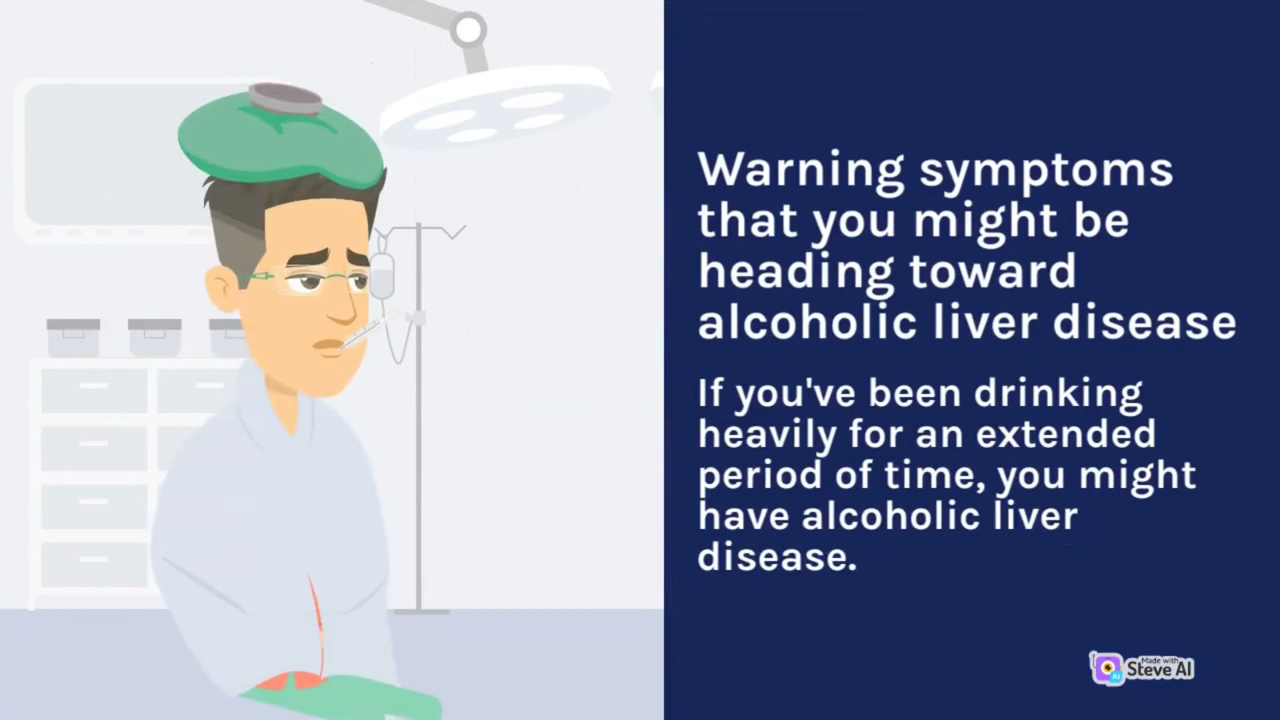 Warning symptoms
that you might be
heading toward
alcoholic liver disease
If you've been drinking
heavily for an extended
period of time, you might
have alcoholic liver
disease.
Made with
Steve AI
AI